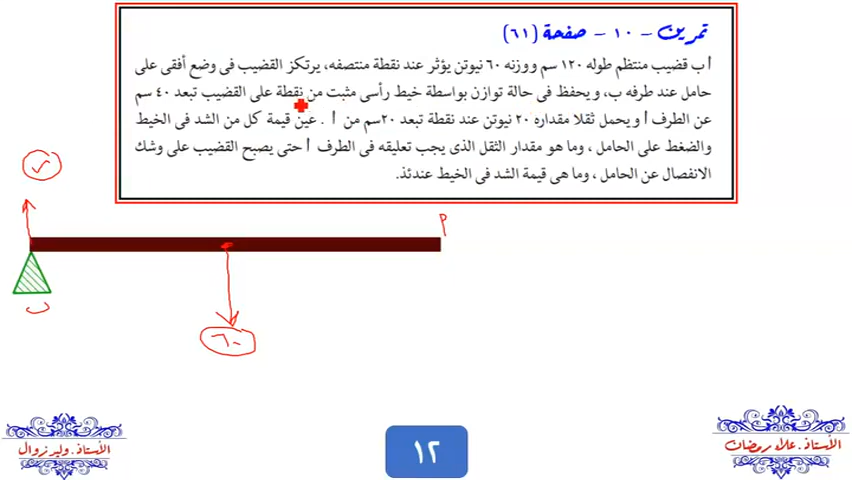 تمرين - ١٠ - صفحة (٦١)
أ ب قضيب منتظم طوله ١٢٠ سم ووزنه ٦٠ نيوتن يؤثر عند نقطة منتصفه، يرتكز القضيب فى وضع أفقى على
حامل عند طرفه ب، ويحفظ فى حالة توازن بواسطة خيط رأسى مثبت من نقطة على القضيب تبعد ٤٠ سم
عن الطرف أ ويحمل ثقلا مقداره ٢٠ نيوتن عند نقطة تبعد ٢٠سم من أ . عين قيمة كل من الشد فى الخيط
والضغط على الحامل، وما هو مقدار الثقل الذى يجب تعليقه فى الطرف أ حتى يصبح القضيب على وشك
الانفصال عن الحامل، وما هى قيمة الشد فى الخيط عندئذ.
ر
أ
ب
٦٠
الأستاذ. وليد زوال
١٢
الأستاذ. علاء رمضان